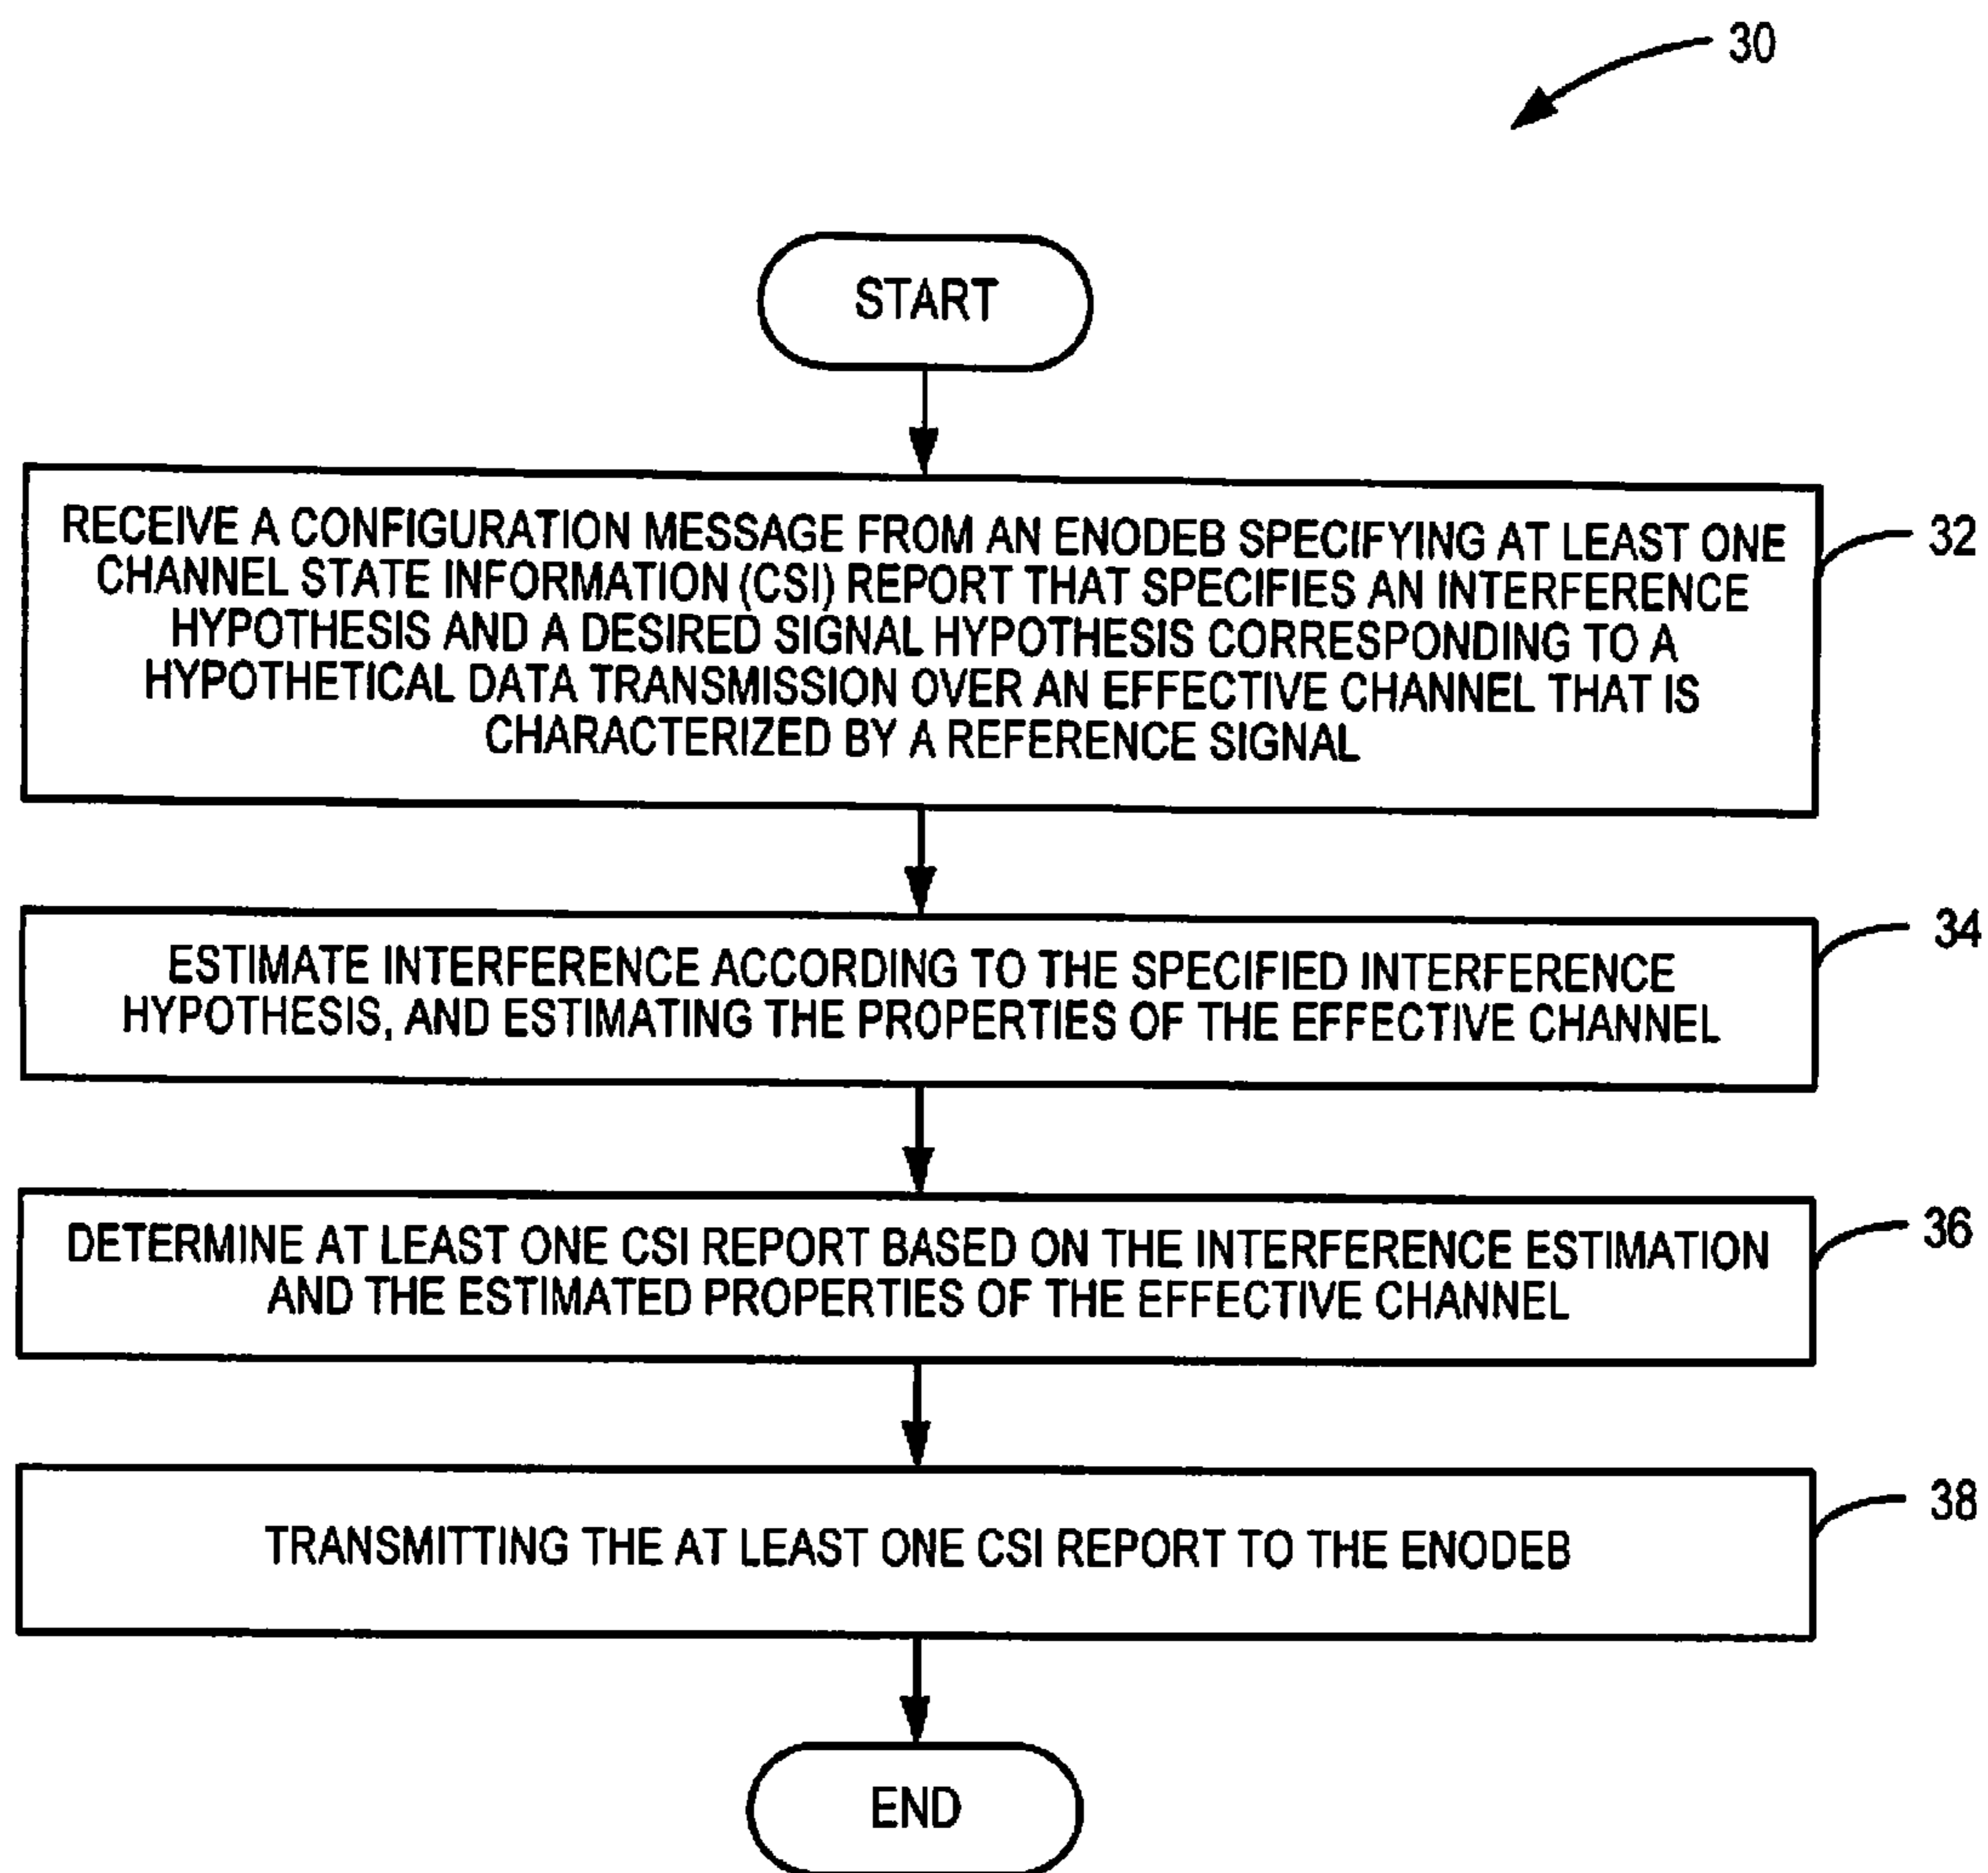 30
START
RECEIVE A CONFIGURATION MESSAGE FROM AN ENODEB SPECIFYING AT LEAST ONE
CHANNEL STATE INFORMATION (CSI) REPORT THAT SPECIFIES AN INTERFERENCE
HYPOTHESIS AND A DESIRED SIGNAL HYPOTHESIS CORRESPONDING TO A
HYPOTHETICAL DATA TRANSMISSION OVER AN EFFECTIVE CHANNEL THAT IS
CHARACTERIZED BY A REFERENCE SIGNAL
32
ESTIMATE INTERFERENCE ACCORDING TO THE SPECIFIED INTERFERENCE
HYPOTHESIS, AND ESTIMATING THE PROPERTIES OF THE EFFECTIVE CHANNEL
34
DETERMINE AT LEAST ONE CSI REPORT BASED ON THE INTERFERENCE ESTIMATION
AND THE ESTIMATED PROPERTIES OF THE EFFECTIVE CHANNEL
36
TRANSMITTING THE AT LEAST ONE CSI REPORT TO THE ENODEB
38
END